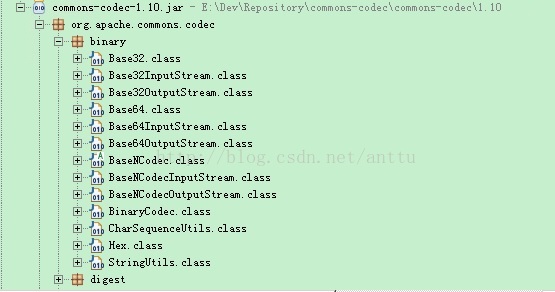 commons-codec-1.10.jar - E:\Dev\Repository\commons-codec\commons-codec\1.10
org.apache.commons.codec
binary
Base32.class
Base32InputStream.class
Base32OutputStream.class
Base64.class
Base64InputStream.class
Base64OutputStream.class
http://blog.csdn.net/anttu
BaseNCodec.class
BaseNCodecInputStream.class
BaseNCodecOutputStream.class
BinaryCodec.class
CharSequenceUtils.class
Hex.class
StringUtils.class
digest